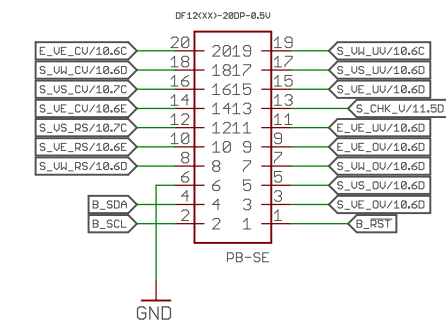 DF12(XX)-20DP-0.5V
E_VE_CV/10.6C 20 2019 19 S_VW_UV/10.6C
S_VW_CV/10.6D 18 1817 17 S_VS_UV/10.6D
S_VS_CV/10.7C 16 1615 15 S_VE_UV/10.6D
S_VE_CV/10.6E 14 1413 13 S_CHK_V/11.5D
S_VS_RS/10.7C 12 1211 11 E_VE_UV/10.6D
S_VE_RS/10.6E 10 10 9 9 E_VE_DV/10.6D
S_VW_RS/10.6D 8 8 7 7 S_VW_DV/10.6D
6 6 5 5 S_VS_DV/10.6D
B_SDA 4 4 3 3 S_VE_DV/10.6D
B_SCL 2 2 1 1 B_RST
PB-SE
GND